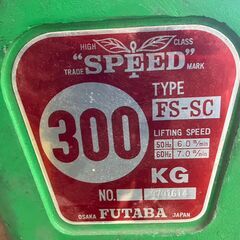 HIGH CLASS
"SPEED"
TRADE MARK
TYPE
FS-SC
300
LIFTING SPEED
50Hz 6.0 m/min
60Hz 7.0 m/min
KG
NO.
OSAKA FUTABA JAPAN